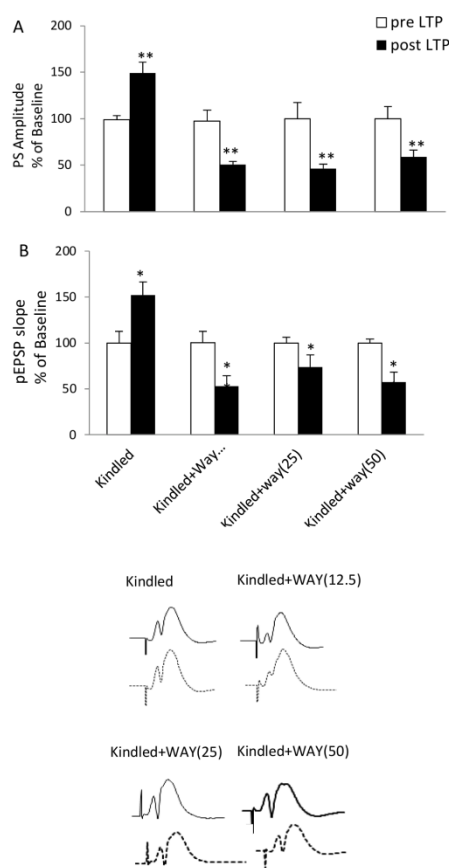 A
pre LTP
post LTP
PS Amplitude
% of Baseline
200
150
100
50
0
**
**
**
**
B
pEPSP slope
% of Baseline
200
150
100
50
0
*
*
*
*
Kindled
Kindled+Way...
Kindled+way(25)
Kindled+way(50)
Kindled
Kindled+WAY(12.5)
Kindled+WAY(25)
Kindled+WAY(50)